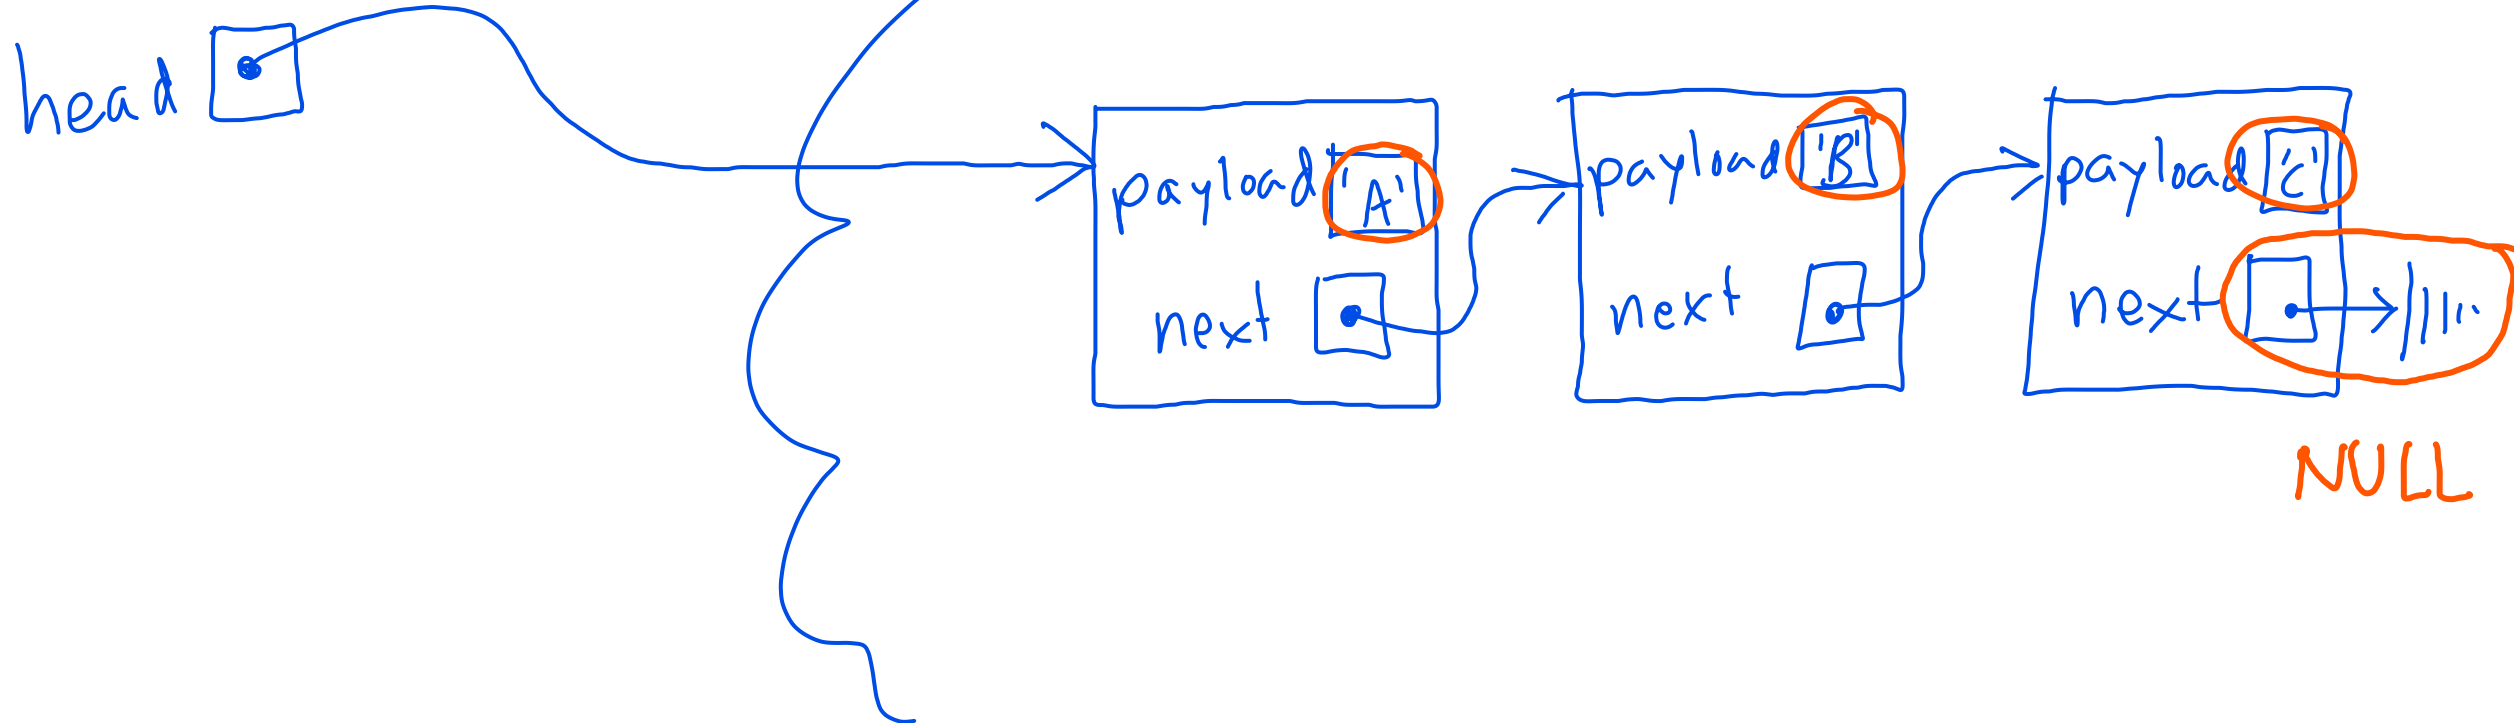 head
payload 'A'
next
payload 'B'
next
payload 'C'
next
NULL